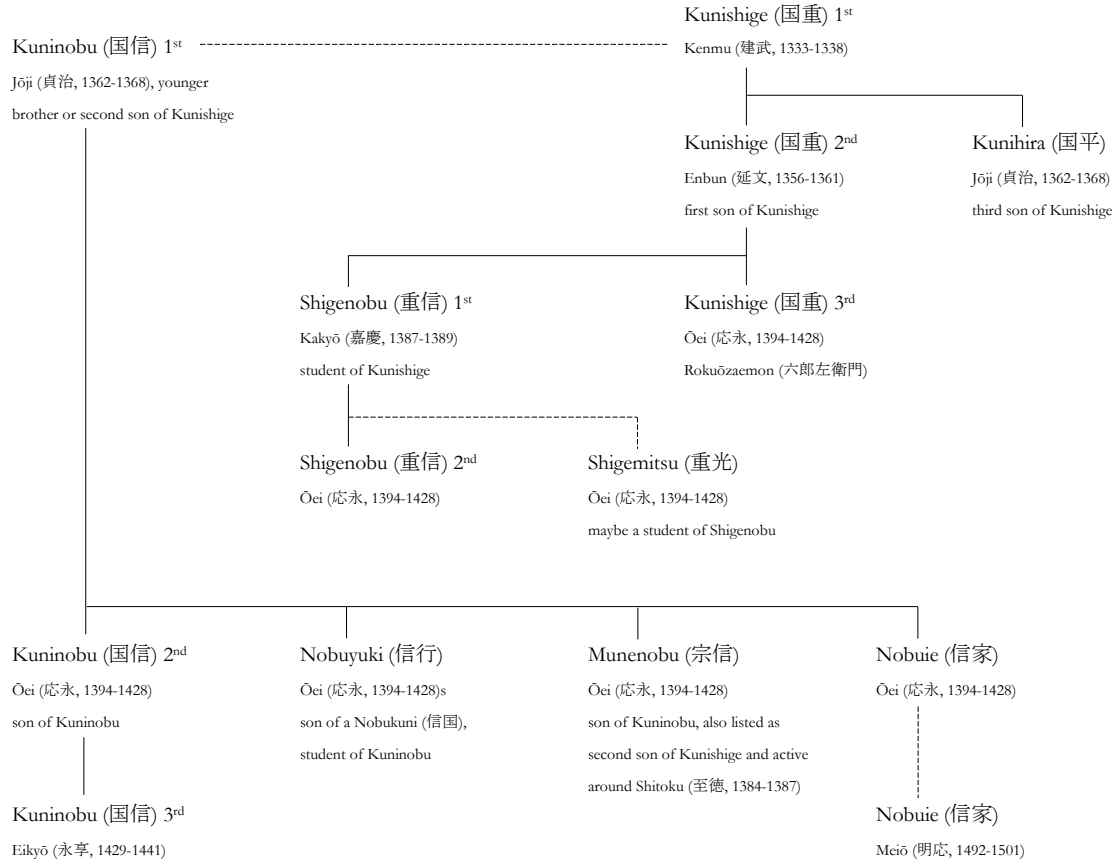 Kunishige (国重) 1st
Kenmu (建武, 1333-1338)
Kuninobu (国信) 1st
Jōji (貞治, 1362-1368), younger
brother or second son of Kunishige
Kunishige (国重) 2nd
Enbun (延文, 1356-1361)
first son of Kunishige
Kunihira (国平)
Jōji (貞治, 1362-1368)
third son of Kunishige
Shigenobu (重信) 1st
Kakyō (嘉慶, 1387-1389)
student of Kunishige
Kunishige (国重) 3rd
Ōei (応永, 1394-1428)
Rokuōzaemon (六郎左衛門)
Shigenobu (重信) 2nd
Ōei (応永, 1394-1428)
Shigemitsu (重光)
Ōei (応永, 1394-1428)
maybe a student of Shigenobu
Kuninobu (国信) 2nd
Ōei (応永, 1394-1428)
son of Kuninobu
Nobuyuki (信行)
Ōei (応永, 1394-1428)s
son of a Nobukuni (信国),
student of Kuninobu
Munenobu (宗信)
Ōei (応永, 1394-1428)
son of Kuninobu, also listed as
second son of Kunishige and active
around Shitoku (至徳, 1384-1387)
Nobuie (信家)
Ōei (応永, 1394-1428)
Kuninobu (国信) 3rd
Eikyō (永享, 1429-1441)
Nobuie (信家)
Meiō (明応, 1492-1501)